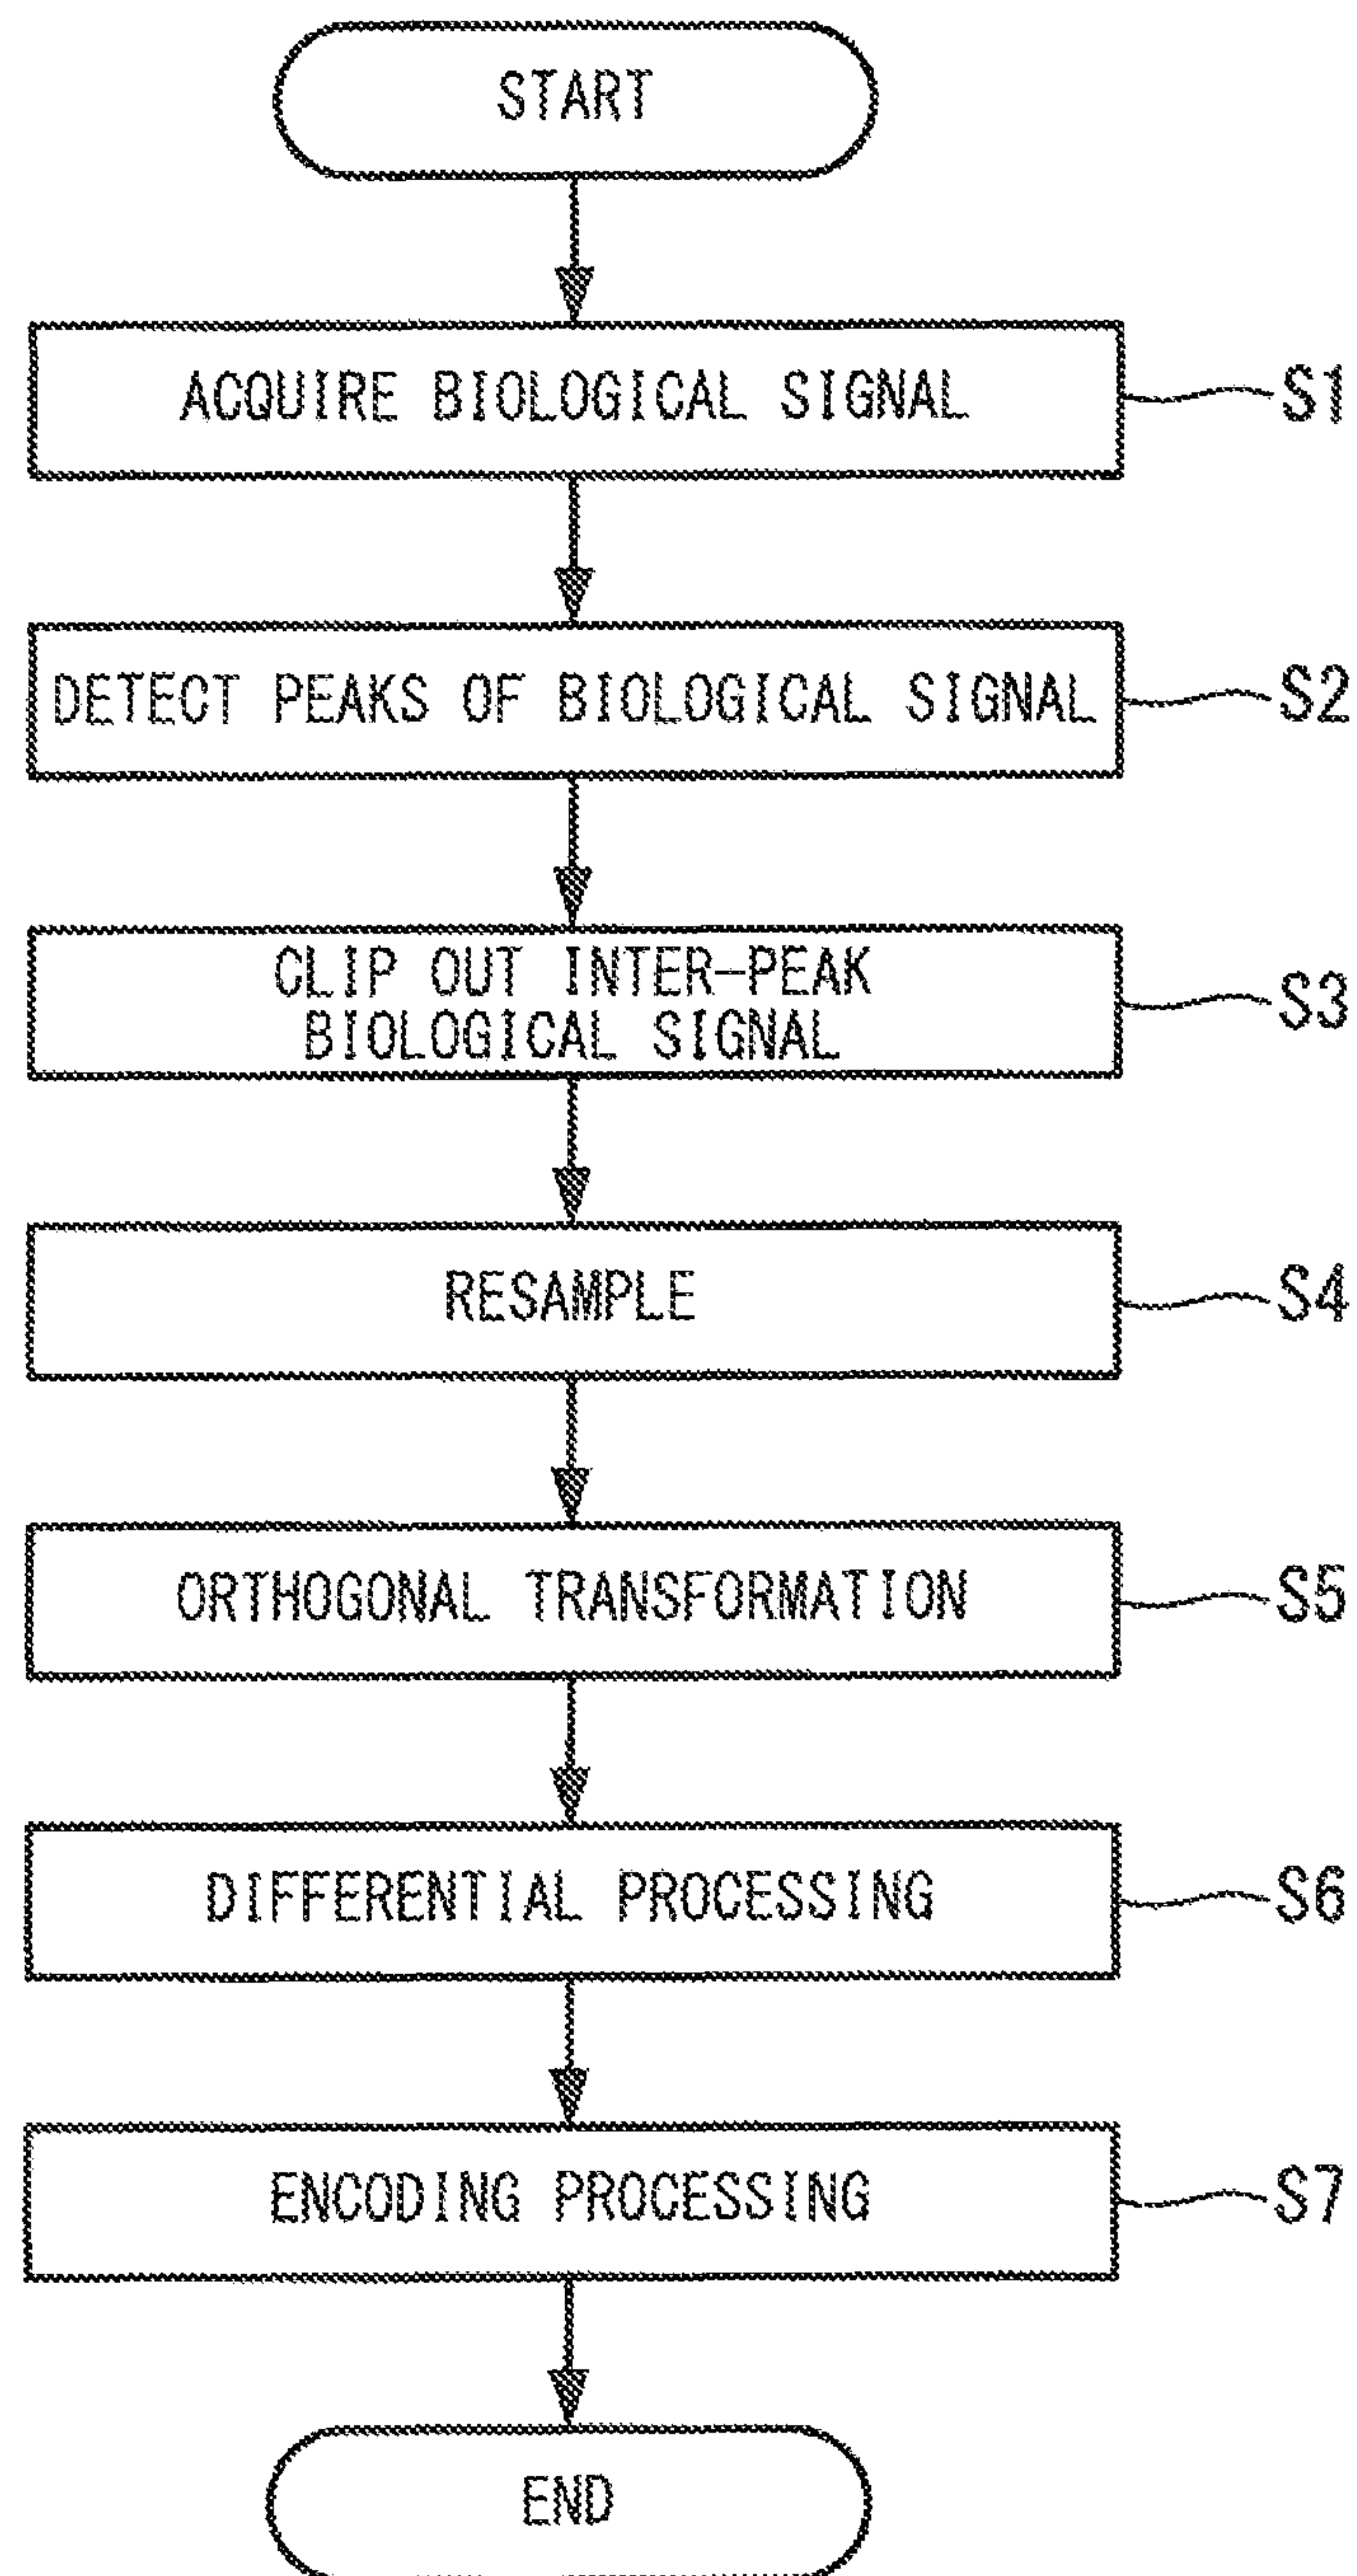 START
ACQUIRE BIOLOGICAL SIGNAL
S1
DETECT PEAKS OF BIOLOGICAL SIGNAL
S2
CLIP OUT INTER-PEAK
BIOLOGICAL SIGNAL
S3
RESAMPLE
S4
ORTHOGONAL TRANSFORMATION
S5
DIFFERENTIAL PROCESSING
S6
ENCODING PROCESSING
S7
END